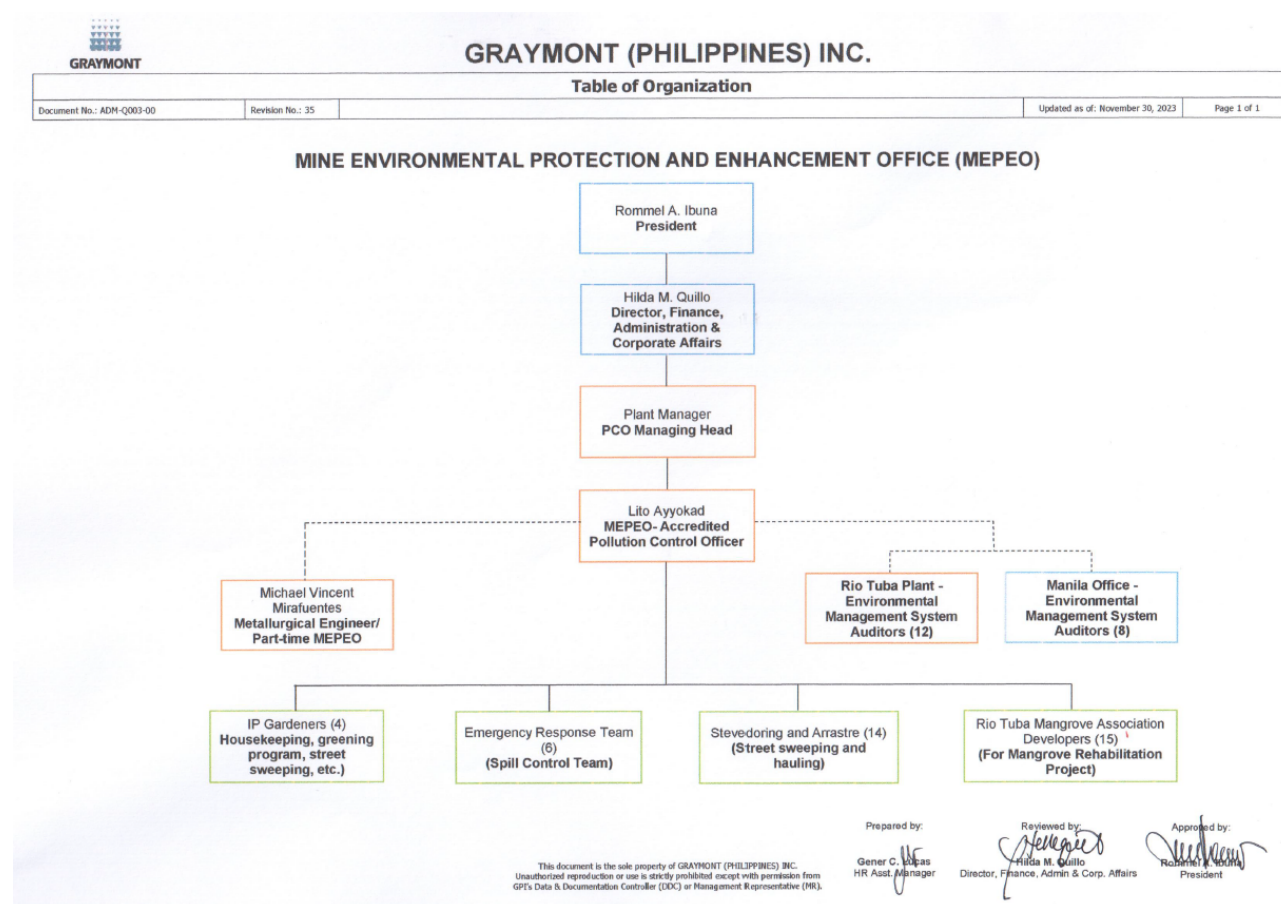 GRAYMONT
GRAYMONT (PHILIPPINES) INC.
Table of Organization
Document No.: ADM-Q003-00
Revision No.: 35
Updated as of: November 30, 2023
Page 1 of 1
MINE ENVIRONMENTAL PROTECTION AND ENHANCEMENT OFFICE (MEPEO)
Rommel A. Ibuna
President
Hilda M. Quillo
Director, Finance,
Administration &
Corporate Affairs
Plant Manager
PCO Managing Head
Lito Ayyokad
MEPEO- Accredited
Pollution Control Officer
Michael Vincent
Mirafuentes
Metallurgical Engineer/
Part-time MEPEO
Rio Tuba Plant -
Environmental
Management System
Auditors (12)
Manila Office -
Environmental
Management System
Auditors (8)
IP Gardeners (4)
Housekeeping, greening
program, street
sweeping, etc.)
Emergency Response Team
(6)
(Spill Control Team)
Stevedoring and Arrastre (14)
(Street sweeping and
hauling)
Rio Tuba Mangrove Association
Developers (15)
(For Mangrove Rehabilitation
Project)
Prepared by:
Gener C. Lucas
HR Asst. Manager
Reviewed by:
Hilda M. Quillo
Director, Finance, Admin & Corp. Affairs
Approved by:
Rommel A. Ibuna
President
This document is the sole property of GRAYMONT (PHILIPPINES) INC.
Unauthorized reproduction or use is strictly prohibited except with permission from
GPI's Data & Documentation Controller (DDC) or Management Representative (MR).